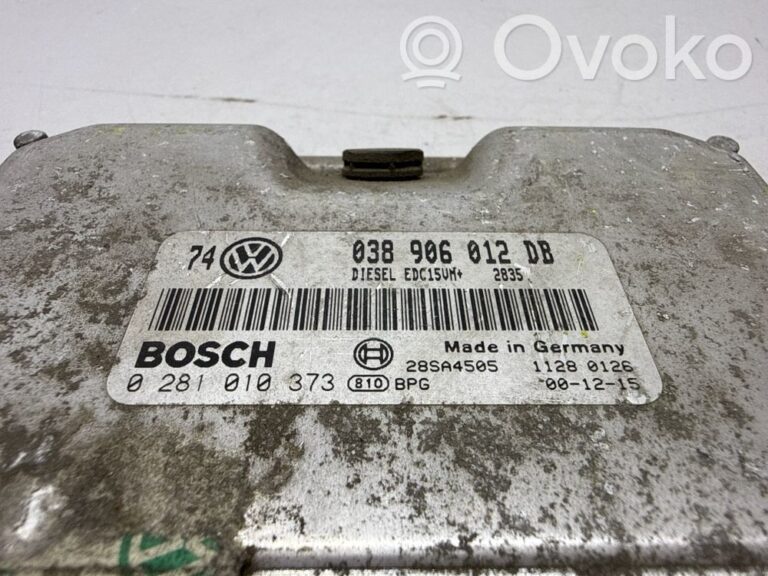 Ovoko
74 VW 038 906 012 DB
DIESEL EDC15VM+ 2835
BOSCH Made in Germany
28SA4505 1128 0126
0 281 010 373 810 BPG 00-12-15